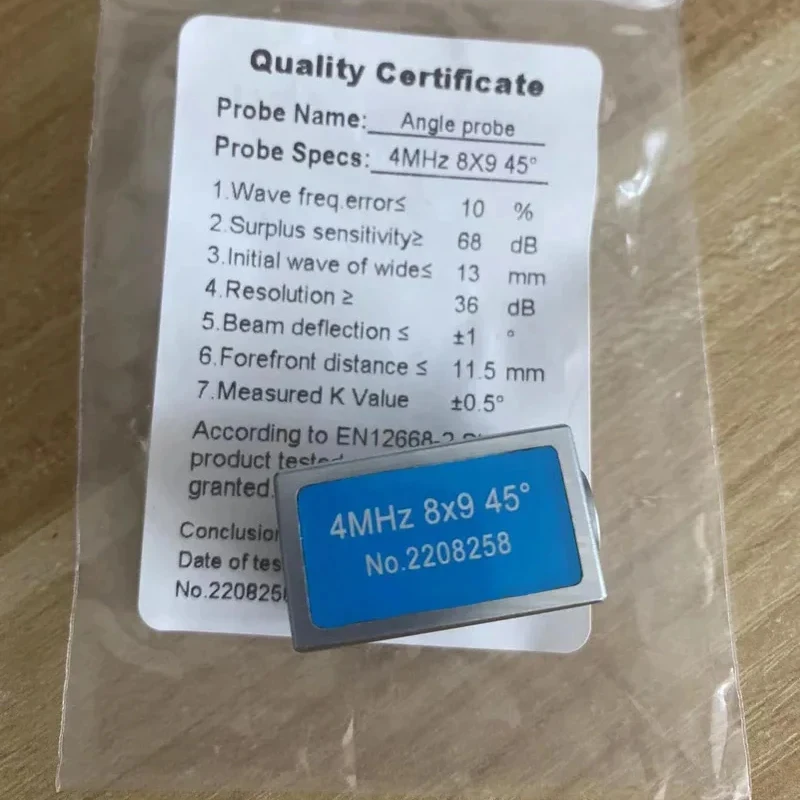 Quality Certificate
Probe Name: Angle probe
Probe Specs: 4MHz 8X9 45°
1.Wave freq.error≤ 10 %
2.Surplus sensitivity≥ 68 dB
3.Initial wave of wide≤ 13 mm
4.Resolution ≥ 36 dB
5.Beam deflection ≤ ±1 °
6.Forefront distance ≤ 11.5 mm
7.Measured K Value ±0.5°
According to EN12668-2
product
granted.
Date of
4MHz 8x9 45°
No.2208258